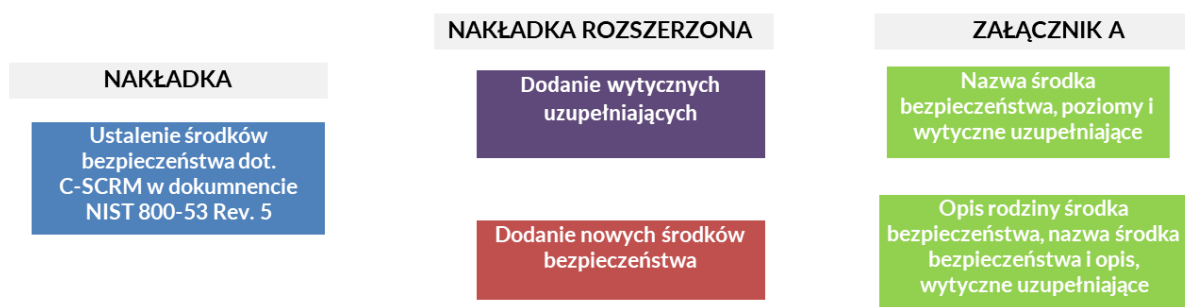 NAKŁADKA
Ustalenie środków
bezpieczeństwa dot.
C-SCRM w dokumnencie
NIST 800-53 Rev. 5
NAKŁADKA ROZSZERZONA
Dodanie wytycznych
uzupełniających
Dodanie nowych środków
bezpieczeństwa
ZAŁĄCZNIK A
Nazwa środka
bezpieczeństwa, poziomy i
wytyczne uzupełniające
Opis rodziny środka
bezpieczeństwa, nazwa środka
bezpieczeństwa i opis,
wytyczne uzupełniające